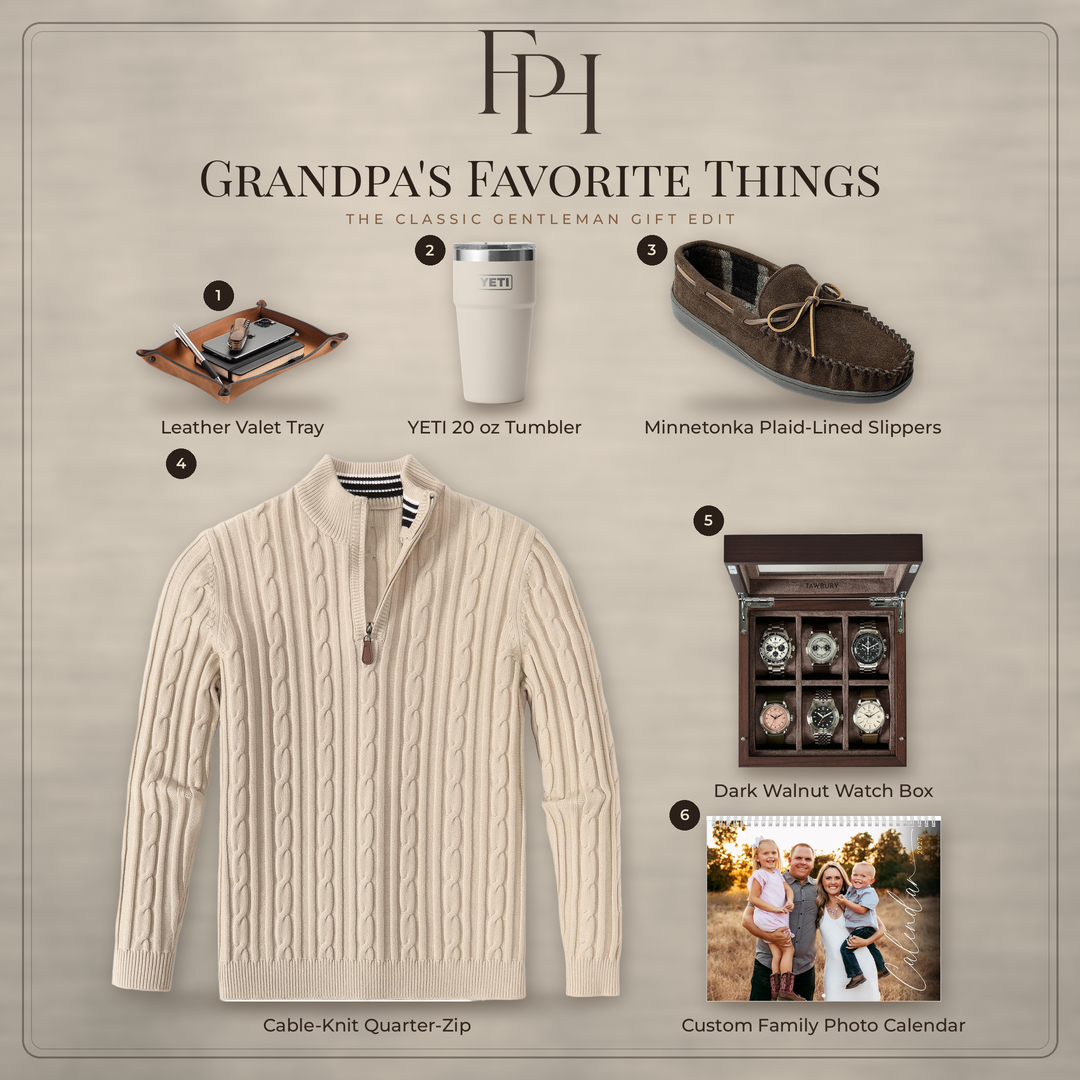 FPH
Grandpa's Favorite Things
THE CLASSIC GENTLEMAN GIFT EDIT
1
2
3
YETI
Leather Valet Tray
YETI 20 oz Tumbler
Minnetonka Plaid-Lined Slippers
4
5
TAWBURY
Dark Walnut Watch Box
6
Calendar
Cable-Knit Quarter-Zip
Custom Family Photo Calendar